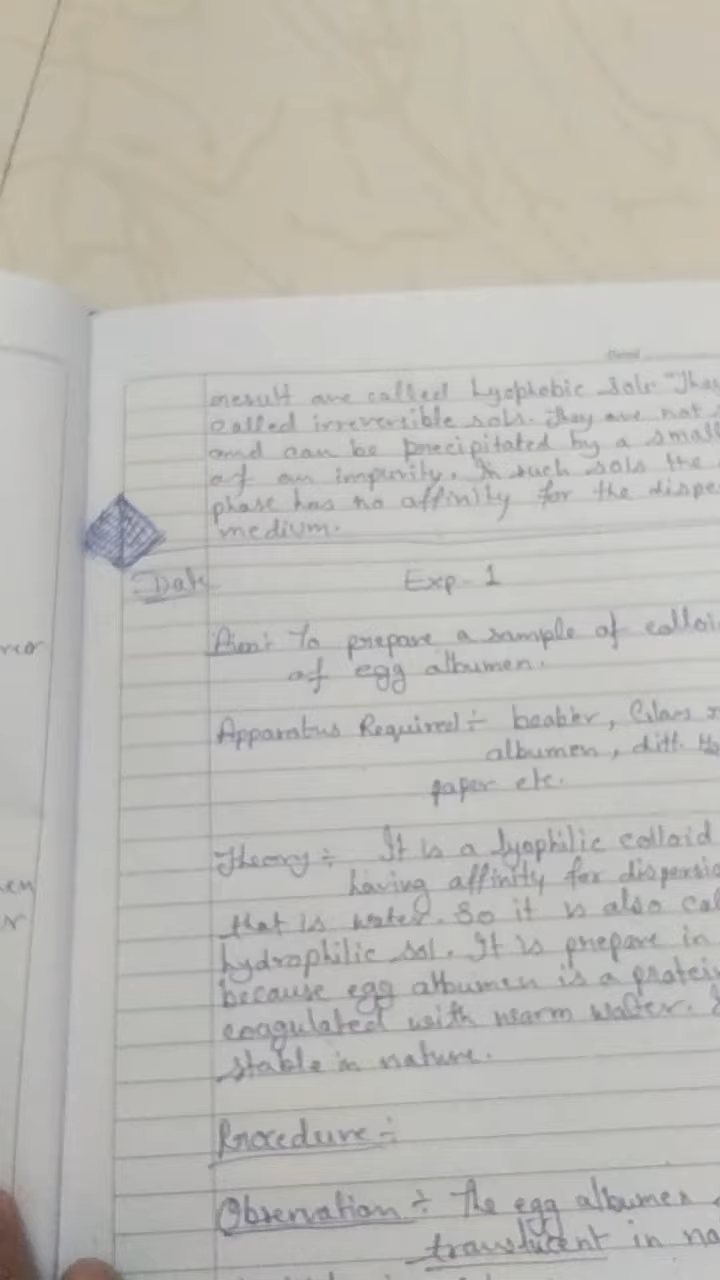 result are called Lyophobic sols. They
called irreversible sols. they are not
and can be precipitated by a small
of an impurity. In such sols the
phase has no affinity for the dispe
medium.
Date
Exp - 1
Aim: To prepare a sample of colloi
of egg albumen.
Apparatus Required ÷ beaker, Glass
albumen, diff.
paper etc.
Theory ÷ It is a lyophilic colloid
having affinity for dispersio
that is water. So it is also cal
hydrophilic sol. It is prepare in
because egg albumen is a protei
coagulated with warm water.
stable in nature.
Procedure ÷
Observation ÷ The egg albumen
translucent in na